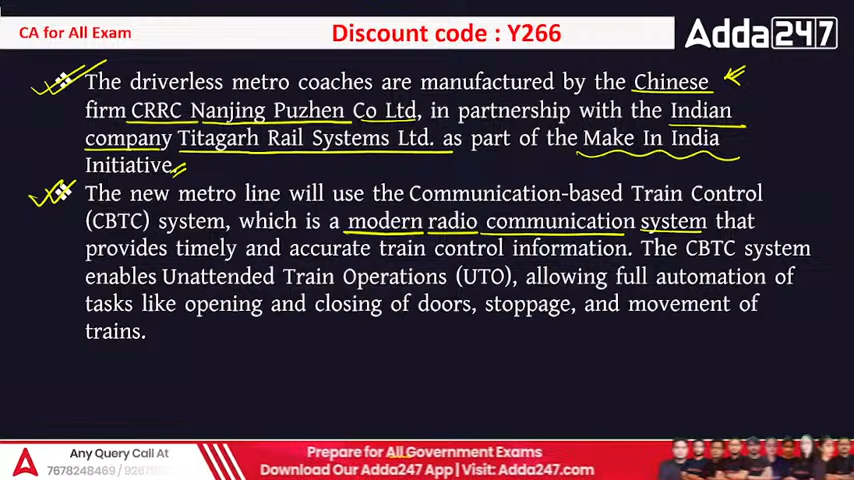 CA for All Exam
Discount code : Y266
Adda247
The driverless metro coaches are manufactured by the Chinese
firm CRRC Nanjing Puzhen Co Ltd, in partnership with the Indian
company Titagarh Rail Systems Ltd. as part of the Make In India
Initiative.
The new metro line will use the Communication-based Train Control
(CBTC) system, which is a modern radio communication system that
provides timely and accurate train control information. The CBTC system
enables Unattended Train Operations (UTO), allowing full automation of
tasks like opening and closing of doors, stoppage, and movement of
trains.
Any Query Call At
7678248469 /
Prepare for All Government Exams
Download Our Adda247 App | Visit: Adda247.com